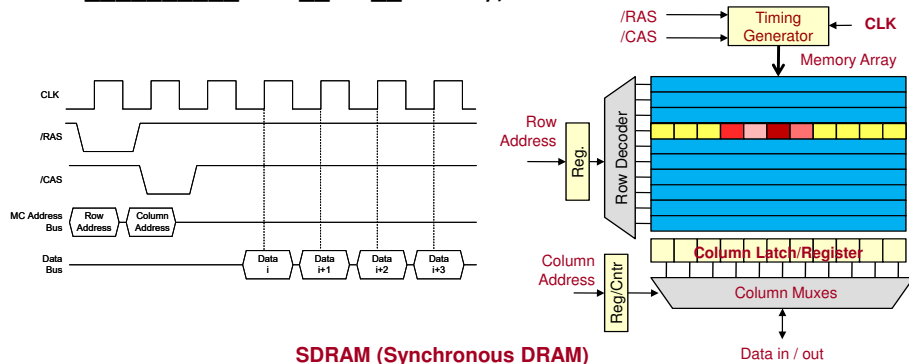 /RAS
/CAS
Timing
Generator
CLK
Memory Array
CLK
/RAS
/CAS
MC Address
Bus
Row
Address
Column
Address
Data
Bus
Data
i
Data
i+1
Data
i+2
Data
i+3
Row
Address
Reg.
Row Decoder
Column Latch/Register
Column
Address
Reg/Cntr
Column Muxes
Data in / out
SDRAM (Synchronous DRAM)